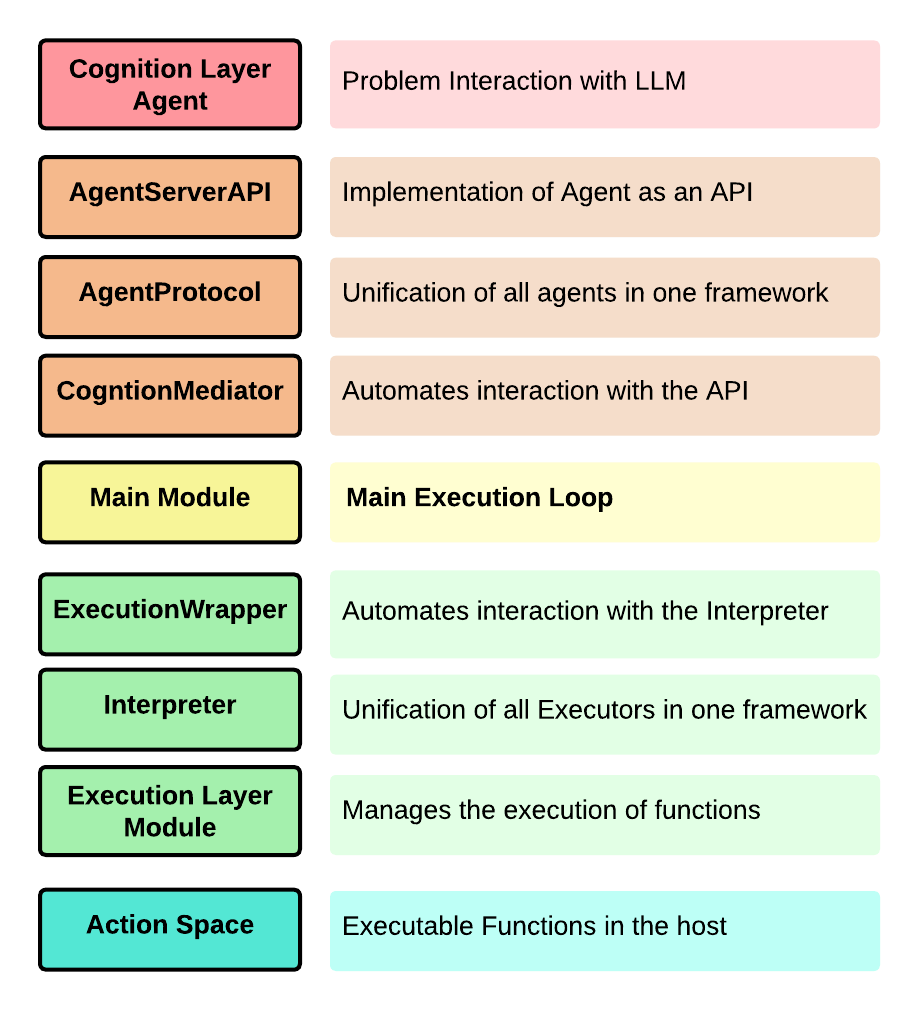 Cognition Layer
Agent
Problem Interaction with LLM
AgentServerAPI
Implementation of Agent as an API
AgentProtocol
Unification of all agents in one framework
CogntionMediator
Automates interaction with the API
Main Module
Main Execution Loop
ExecutionWrapper
Automates interaction with the Interpreter
Interpreter
Unification of all Executors in one framework
Execution Layer
Module
Manages the execution of functions
Action Space
Executable Functions in the host